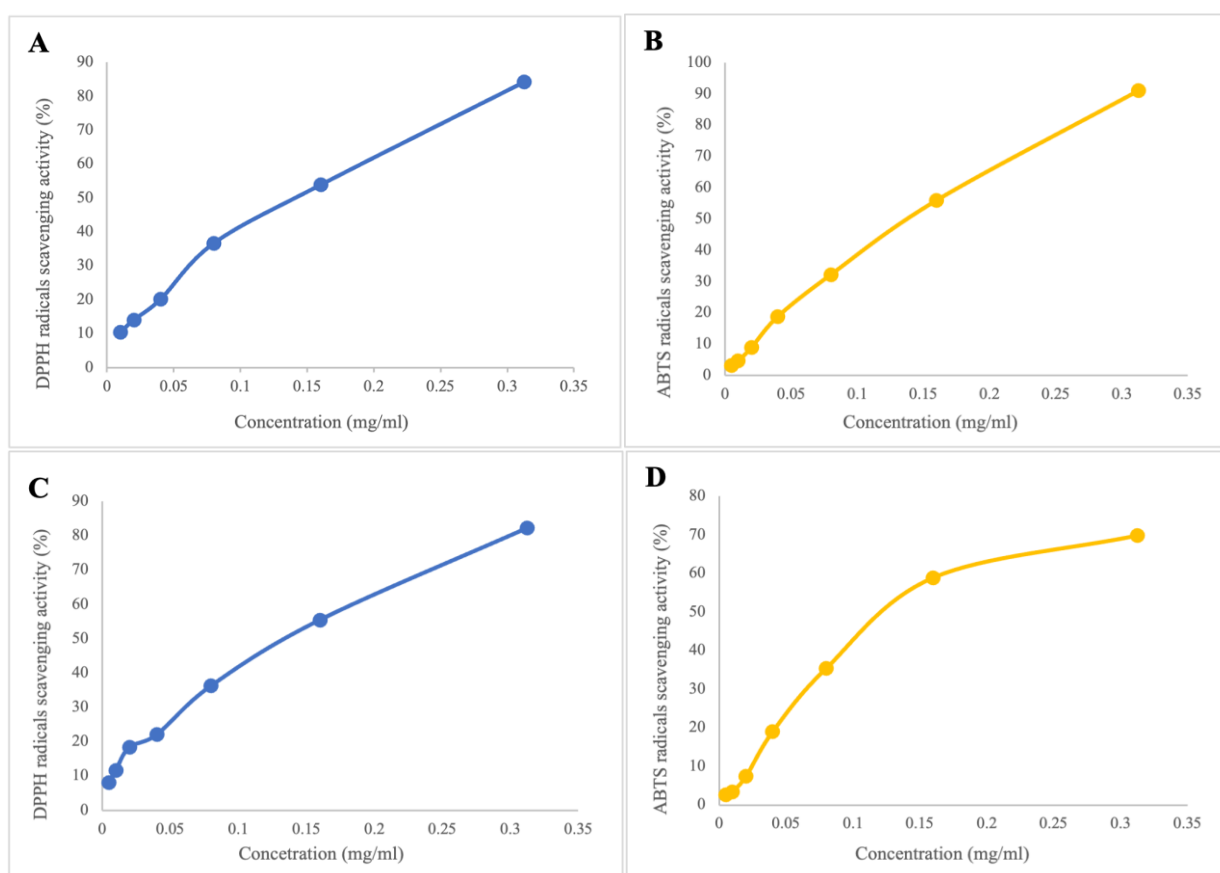 A
DPPH radicals scavenging activity (%)
90
80
70
60
50
40
30
20
10
0
0 0.05 0.1 0.15 0.2 0.25 0.3 0.35
Concentration (mg/ml)
B
ABTS radicals scavenging activity (%)
100
90
80
70
60
50
40
30
20
10
0
0 0.05 0.1 0.15 0.2 0.25 0.3 0.35
Concentration (mg/ml)
C
DPPH radicals scavenging activity (%)
90
80
70
60
50
40
30
20
10
0
0 0.05 0.1 0.15 0.2 0.25 0.3 0.35
Concetration (mg/ml)
D
ABTS radicals scavenging activity (%)
80
70
60
50
40
30
20
10
0
0 0.05 0.1 0.15 0.2 0.25 0.3 0.35
Concentration (mg/ml)